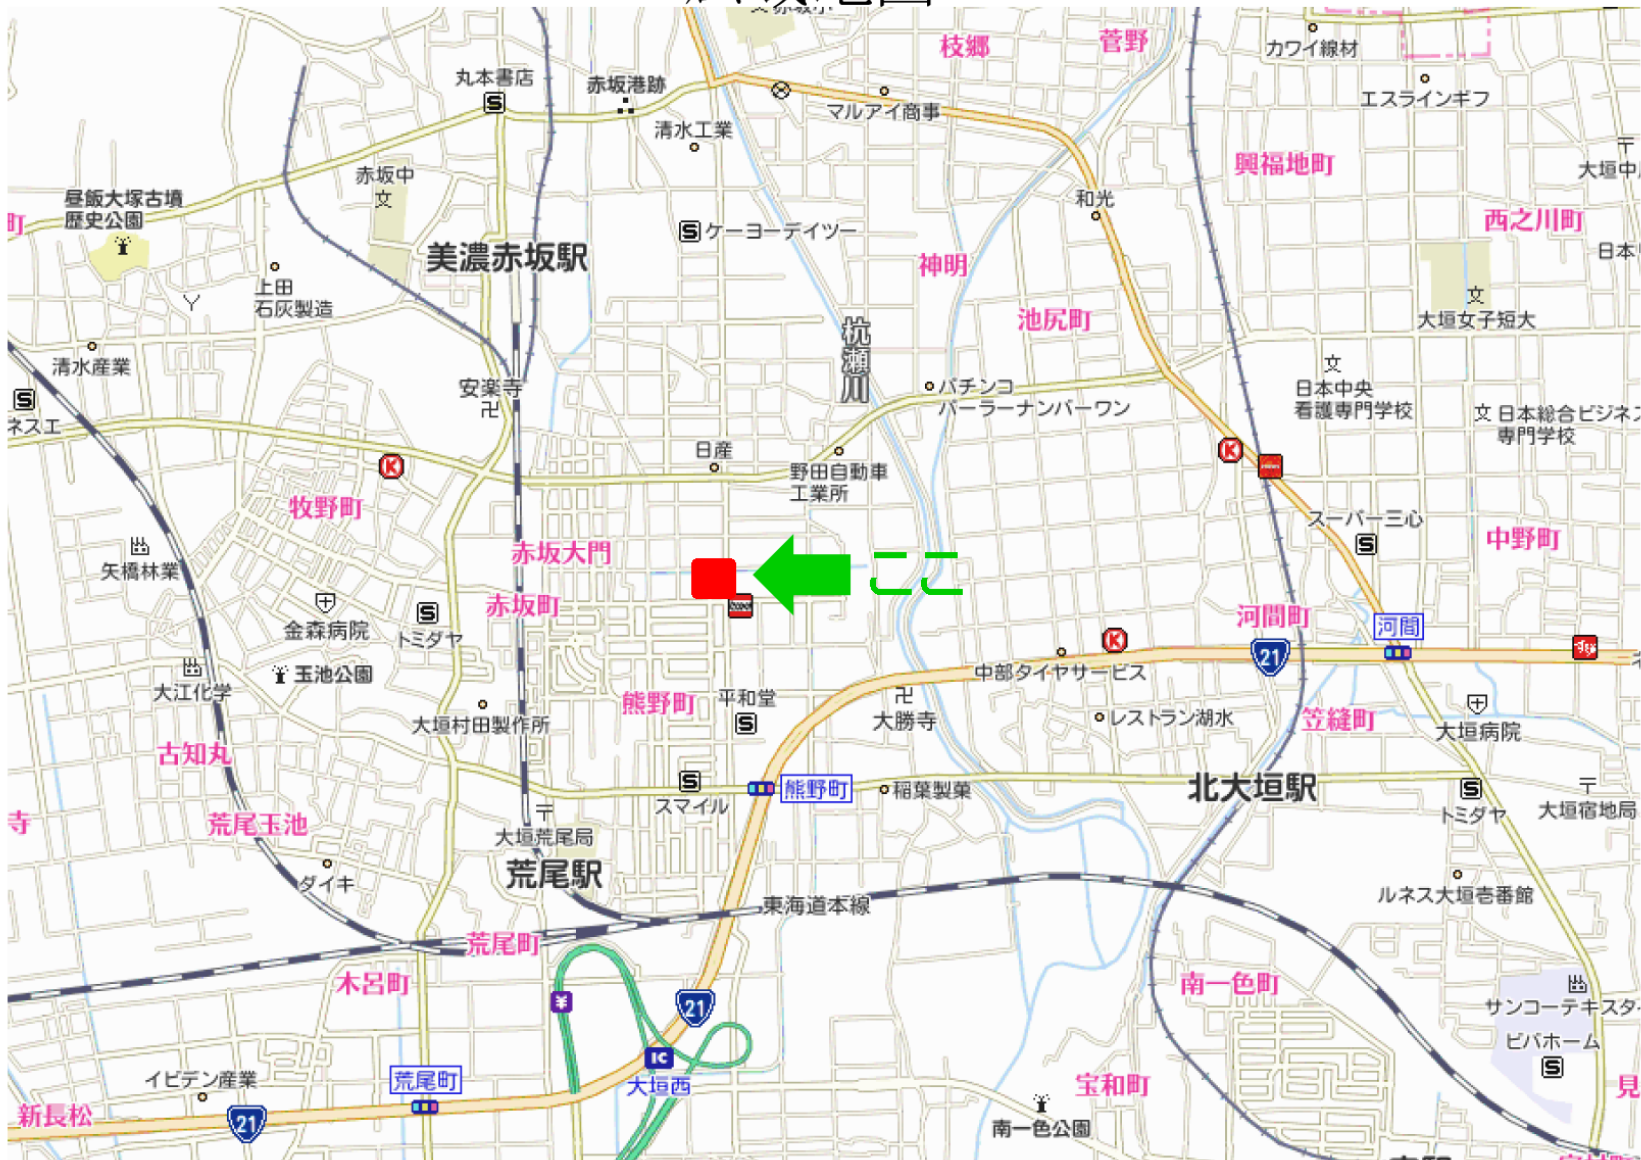 枝郷
菅野
カワイ線材
丸本書店
赤坂港跡
マルアイ商事
エスラインギフ
清水工業
興福地町
赤坂中
昼飯大塚古墳
歴史公園
町
和光
西之川町
ケーヨーデイツー
美濃赤坂駅
神明
上田
石灰製造
池尻町
大垣女子短大
杭瀬川
清水産業
安楽寺
パチンコ
パーラーナンバーワン
日本中央
看護専門学校
日本総合ビジネス
専門学校
ネスエ
日産
野田自動車
工業所
牧野町
スーパー三心
中野町
赤坂大門
ココ
矢橋林業
赤坂町
金森病院
トミダヤ
河間町
河間
21
玉池公園
大江化学
中部タイヤサービス
熊野町
平和堂
大勝寺
レストラン湖水
笠縫町
大垣病院
大垣村田製作所
古知丸
スマイル
熊野町
稲葉製菓
北大垣駅
トミダヤ
大垣宿地局
寺
荒尾玉池
大垣荒尾局
荒尾駅
ダイキ
東海道本線
ルネス大垣壱番館
荒尾町
木呂町
南一色町
21
サンコーテキスタ
ビバホーム
IC
大垣西
イビデン産業
荒尾町
宝和町
見
新長松
21
南一色公園